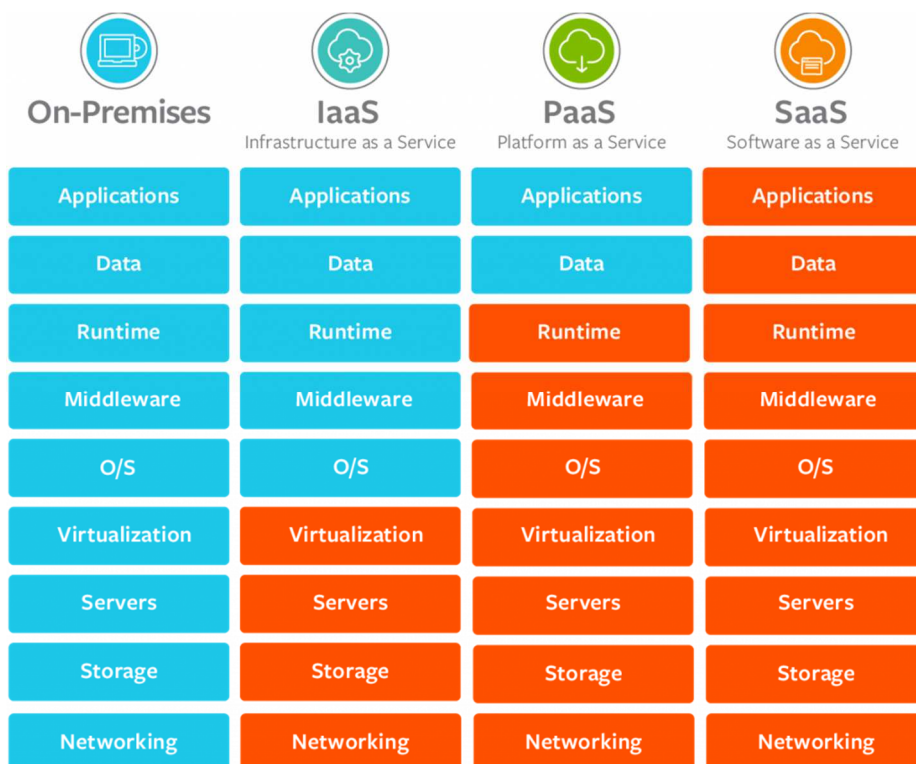 On-Premises IaaS PaaS SaaS
Infrastructure as a Service Platform as a Service Software as a Service
Applications Applications Applications Applications
Data Data Data Data
Runtime Runtime Runtime Runtime
Middleware Middleware Middleware Middleware
O/S O/S O/S O/S
Virtualization Virtualization Virtualization Virtualization
Servers Servers Servers Servers
Storage Storage Storage Storage
Networking Networking Networking Networking